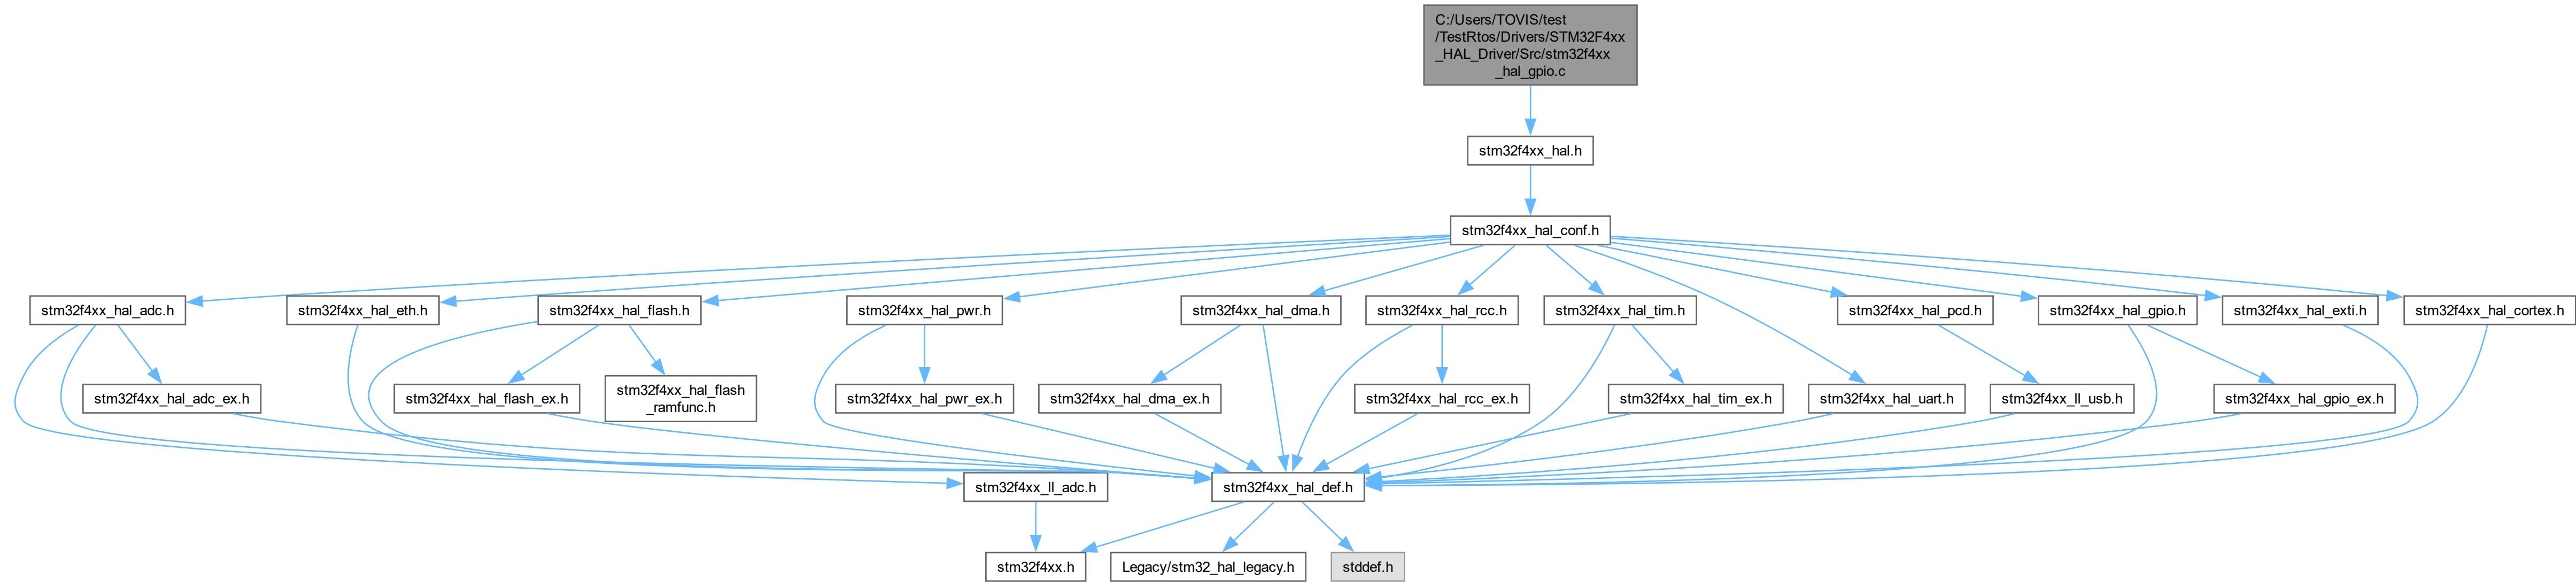 C:/Users/TOVIS/test
/TestRtos/Drivers/STM32F4xx
_HAL_Driver/Src/stm32f4xx
_hal_gpio.c
stm32f4xx_hal.h
stm32f4xx_hal_conf.h
stm32f4xx_hal_adc.h
stm32f4xx_hal_eth.h
stm32f4xx_hal_flash.h
stm32f4xx_hal_pwr.h
stm32f4xx_hal_dma.h
stm32f4xx_hal_rcc.h
stm32f4xx_hal_tim.h
stm32f4xx_hal_pcd.h
stm32f4xx_hal_gpio.h
stm32f4xx_hal_exti.h
stm32f4xx_hal_cortex.h
stm32f4xx_hal_adc_ex.h
stm32f4xx_hal_flash_ex.h
stm32f4xx_hal_flash
_ramfunc.h
stm32f4xx_hal_pwr_ex.h
stm32f4xx_hal_dma_ex.h
stm32f4xx_hal_rcc_ex.h
stm32f4xx_hal_tim_ex.h
stm32f4xx_hal_uart.h
stm32f4xx_ll_usb.h
stm32f4xx_hal_gpio_ex.h
stm32f4xx_ll_adc.h
stm32f4xx_hal_def.h
stm32f4xx.h
Legacy/stm32_hal_legacy.h
stddef.h